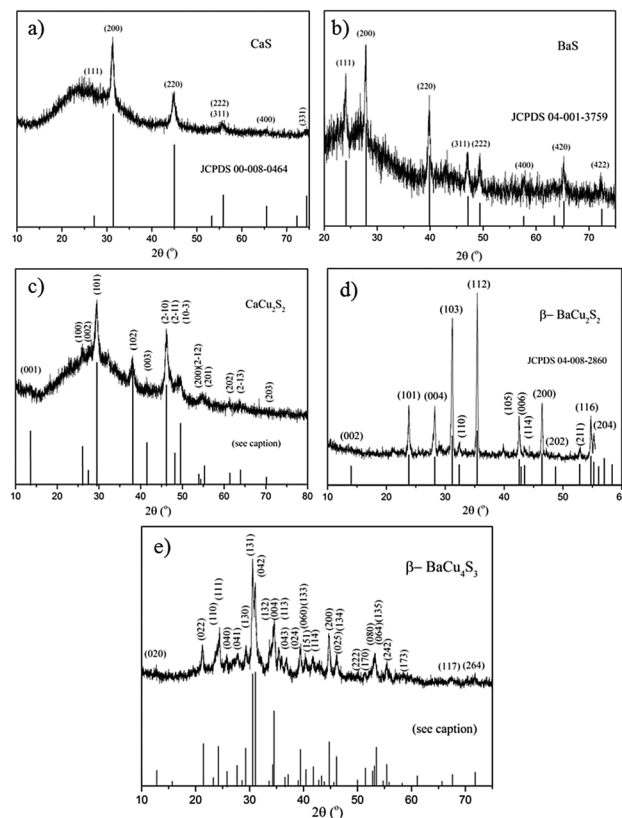 a)
CaS
(200)
(111)
(220)
(222)
(311)
(400)
(331)
JCPDS 00-008-0464
10 20 30 40 50 60 70
2θ (°)
b)
BaS
(200)
(111)
(220)
JCPDS 04-001-3759
(311)
(222)
(400)
(420)
(422)
20 30 40 50 60 70
2θ (°)
c)
CaCu2S2
(101)
(100)
(002)
(001)
(102)
(003)
(2-10)
(2-11)
(10-3)
(200)(2-12)
(201)
(202)
(2-13)
(203)
(see caption)
10 20 30 40 50 60 70 80
2θ (°)
d)
β– BaCu2S2
(112)
(103)
JCPDS 04-008-2860
(101)
(004)
(002)
(110)
(105)
(006)
(114)
(200)
(202)
(211)
(116)
(204)
10 20 30 40 50 60
2θ (°)
e)
β– BaCu4S3
(131)
(042)
(020)
(022)
(110)
(111)
(040)
(041)
(130)
(132)
(004)
(113)
(043)
(024)
(060)(133)
(151)
(114)
(200)
(025)
(134)
(222)
(170)
(080)
(064)(135)
(242)
(173)
(117)
(264)
(see caption)
10 20 30 40 50 60 70
2θ (°)